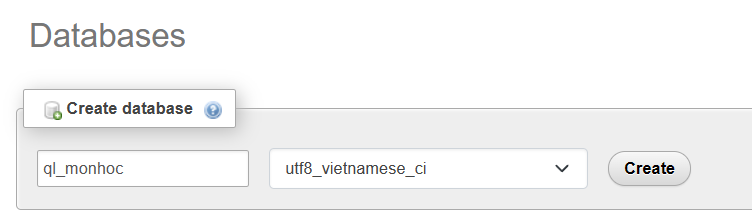 Databases
Create database
ql_monhoc utf8_vietnamese_ci Create